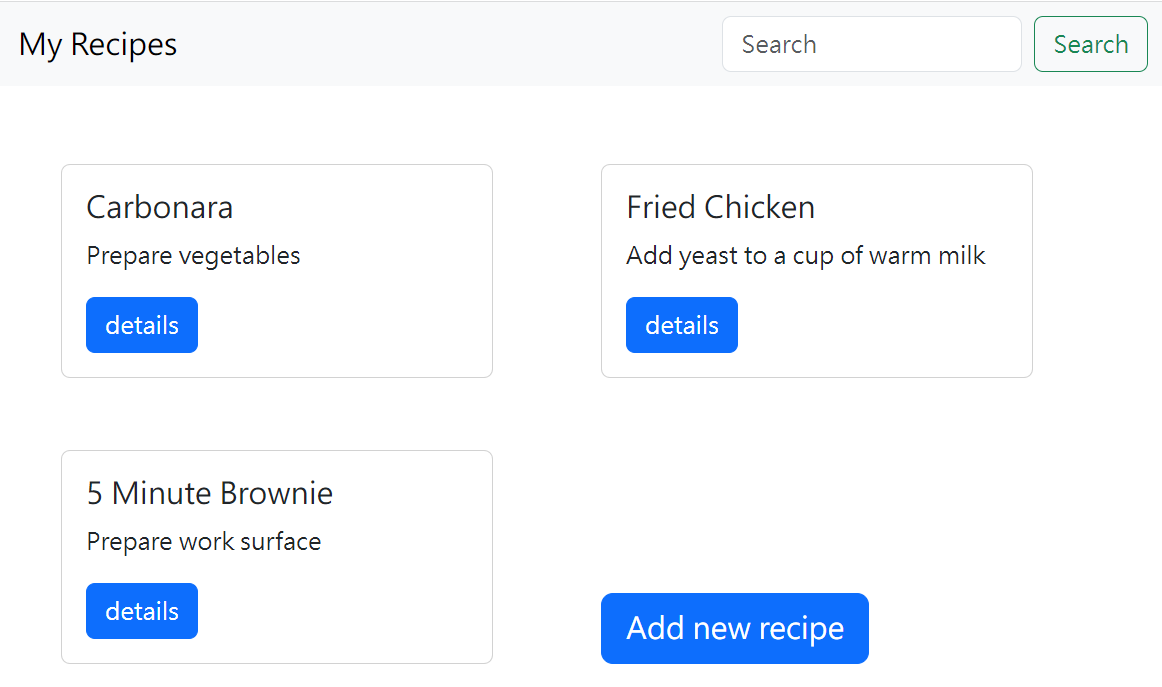 My Recipes
Search
Search
Carbonara
Prepare vegetables
details
Fried Chicken
Add yeast to a cup of warm milk
details
5 Minute Brownie
Prepare work surface
details
Add new recipe